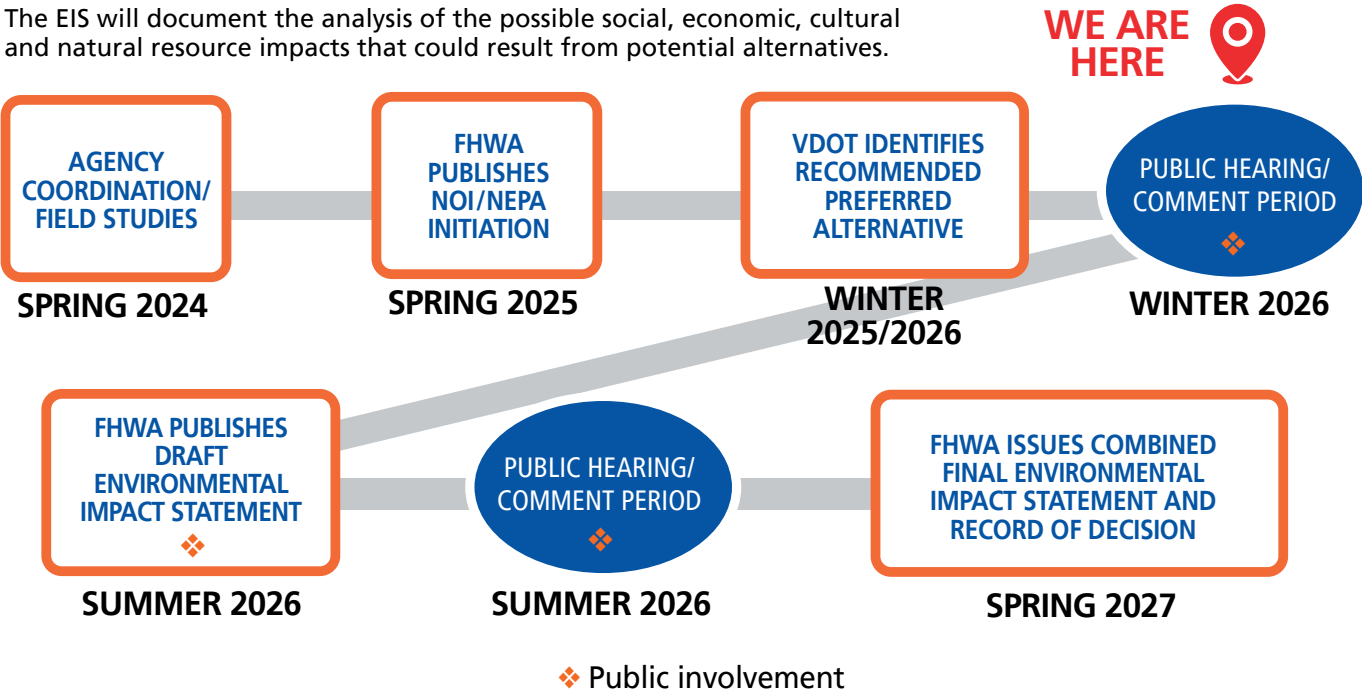 The EIS will document the analysis of the possible social, economic, cultural
and natural resource impacts that could result from potential alternatives.
WE ARE
HERE
AGENCY
COORDINATION/
FIELD STUDIES
SPRING 2024
FHWA
PUBLISHES
NOI/NEPA
INITIATION
SPRING 2025
VDOT IDENTIFIES
RECOMMENDED
PREFERRED
ALTERNATIVE
WINTER
2025/2026
PUBLIC HEARING/
COMMENT PERIOD
❖
WINTER 2026
FHWA PUBLISHES
DRAFT
ENVIRONMENTAL
IMPACT STATEMENT
❖
SUMMER 2026
PUBLIC HEARING/
COMMENT PERIOD
❖
SUMMER 2026
FHWA ISSUES COMBINED
FINAL ENVIRONMENTAL
IMPACT STATEMENT AND
RECORD OF DECISION
SPRING 2027
❖ Public involvement